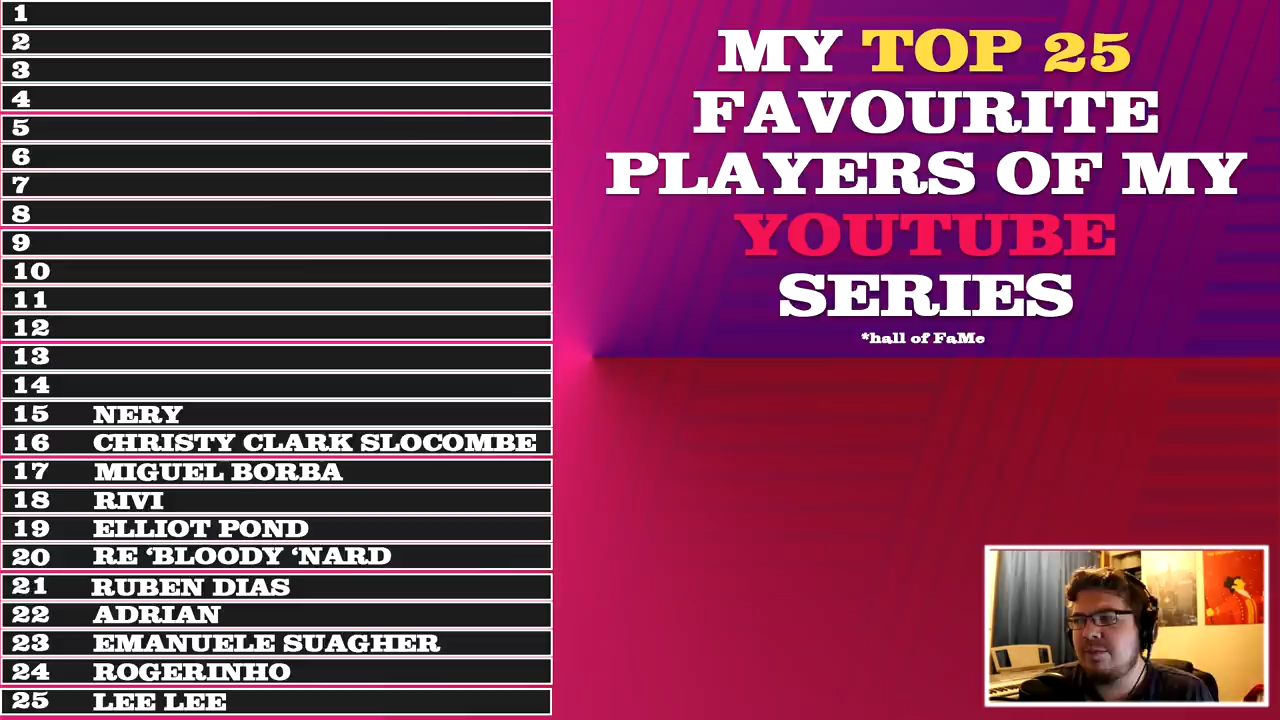 1
2
3
4
5
6
7
8
9
10
11
12
13
14
15 NERY
16 CHRISTY CLARK SLOCOMBE
17 MIGUEL BORBA
18 RIVI
19 ELLIOT POND
20 RE ‘BLOODY ‘NARD
21 RUBEN DIAS
22 ADRIAN
23 EMANUELE SUAGHER
24 ROGERINHO
25 LEE LEE
MY TOP 25
FAVOURITE
PLAYERS OF MY
YOUTUBE
SERIES
*hall of FaMe